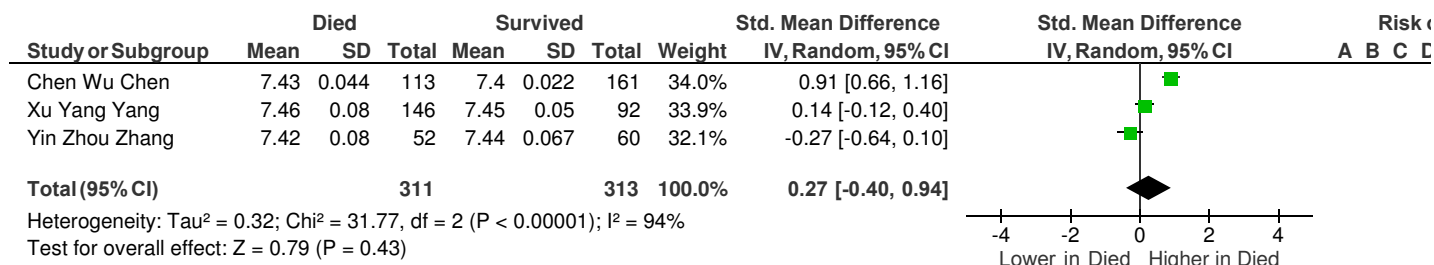 Died Survived Std. Mean Difference Std. Mean Difference Risk
Study or Subgroup Mean SD Total Mean SD Total Weight IV, Random, 95% CI IV, Random, 95% CI A B C D
Chen Wu Chen 7.43 0.044 113 7.4 0.022 161 34.0% 0.91 [0.66, 1.16]
Xu Yang Yang 7.46 0.08 146 7.45 0.05 92 33.9% 0.14 [-0.12, 0.40]
Yin Zhou Zhang 7.42 0.08 52 7.44 0.067 60 32.1% -0.27 [-0.64, 0.10]
Total (95% CI) 311 313 100.0% 0.27 [-0.40, 0.94]
Heterogeneity: Tau² = 0.32; Chi² = 31.77, df = 2 (P < 0.00001); I² = 94%
Test for overall effect: Z = 0.79 (P = 0.43)
-4 -2 0 2 4
Lower in Died Higher in Died